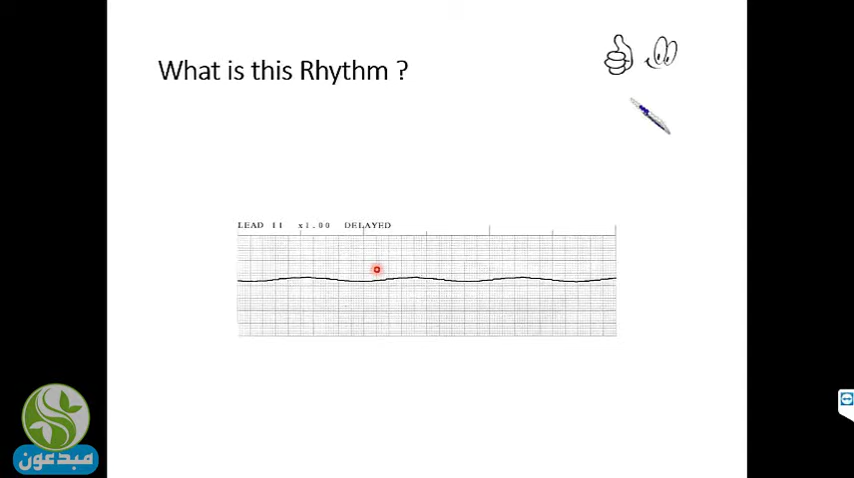 What is this Rhythm ?
LEAD II x1.00 DELAYED
مبدعون